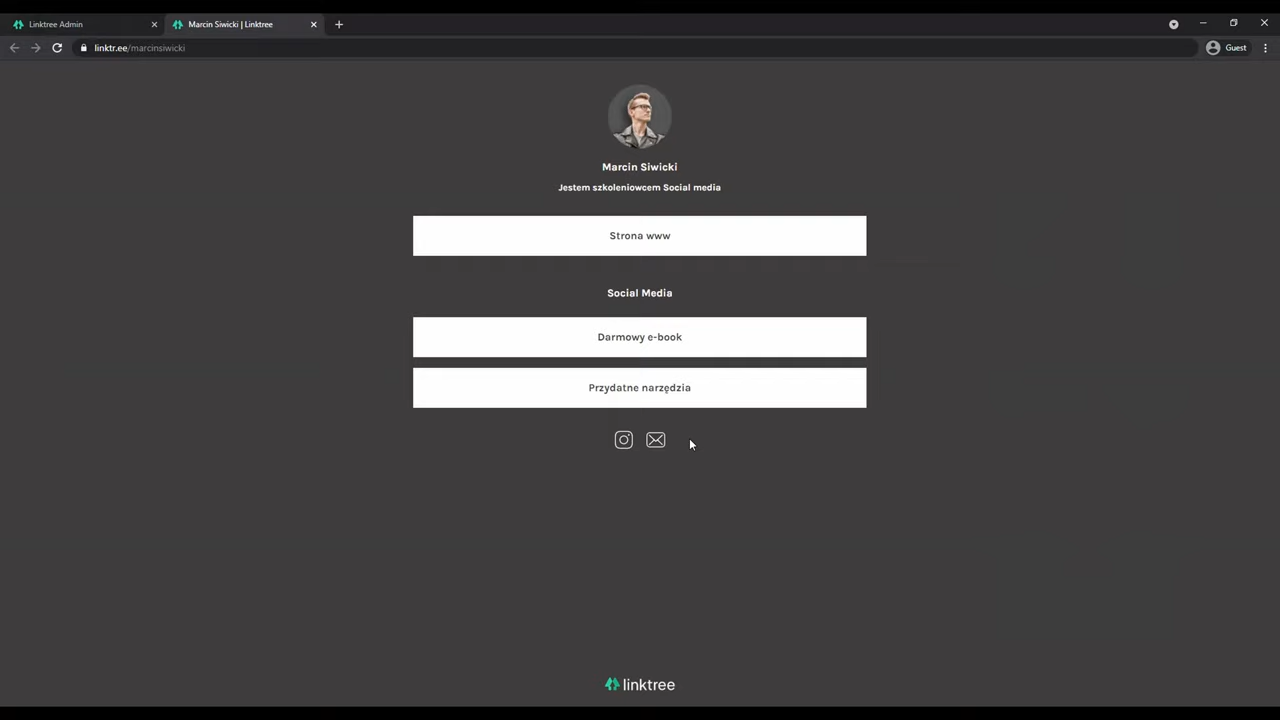 Linktree Admin
Marcin Siwicki | Linktree
linktr.ee/marcinsiwicki
Guest
Marcin Siwicki
Jestem szkoleniowcem Social media
Strona www
Social Media
Darmowy e-book
Przydatne narzędzia
linktree